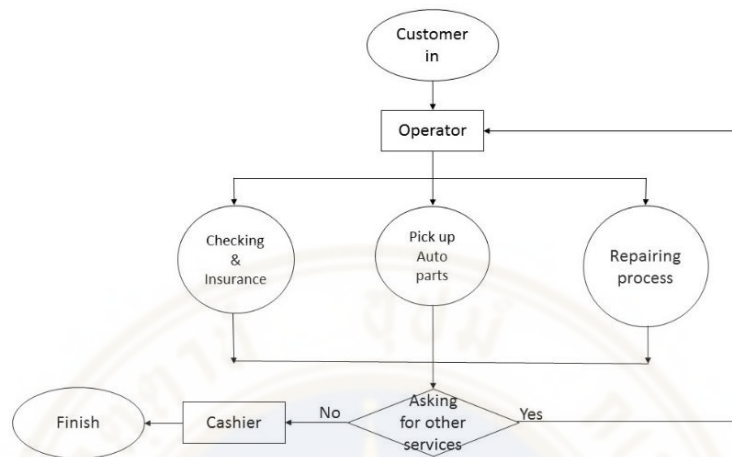 Customer
in
Operator
Checking
&
Insurance
Pick up
Auto
parts
Repairing
process
Asking
for other
services
No
Yes
Cashier
Finish